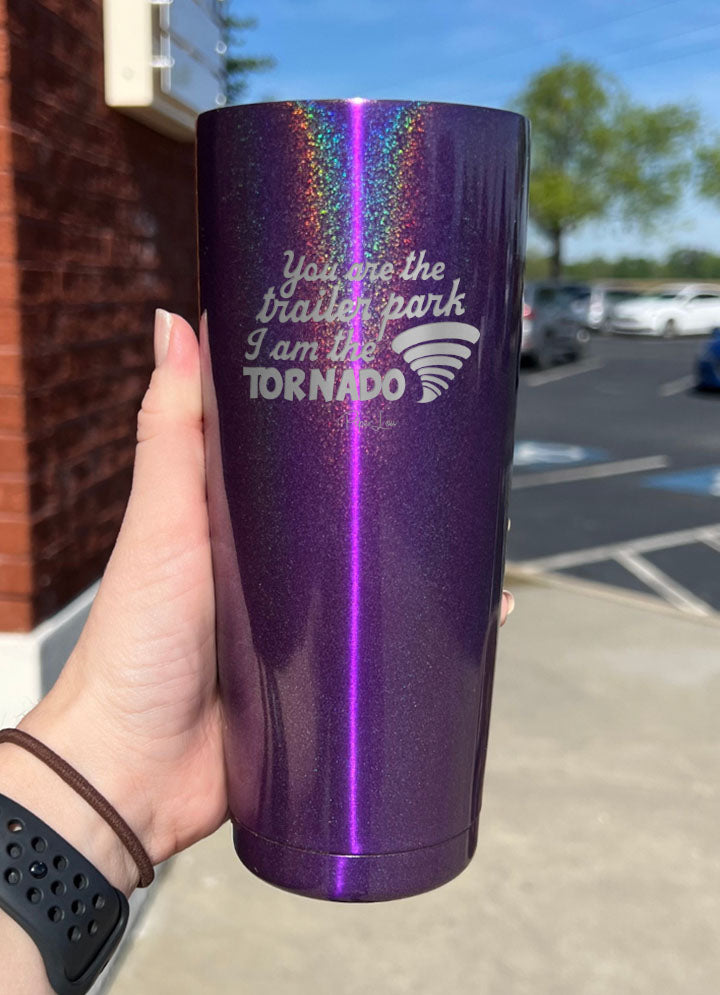 You are the
trailer park
I am the
TORNADO